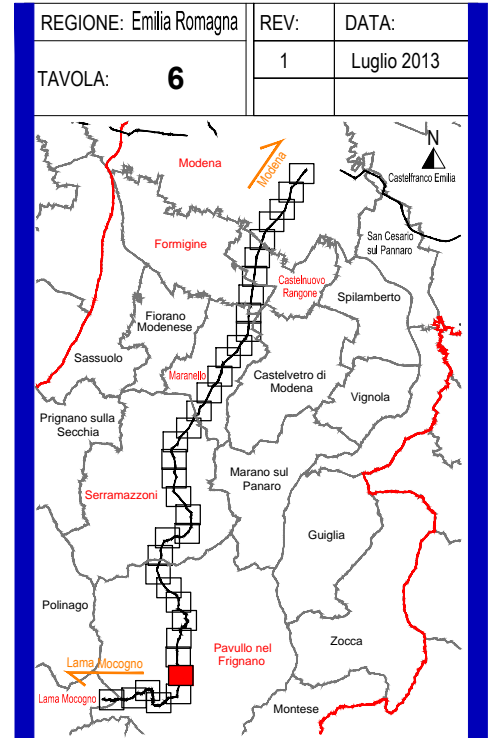 REGIONE: Emilia Romagna
REV:
DATA:
TAVOLA: 6
1
Luglio 2013
N
Modena
Modena
Castelfranco Emilia
Formigine
San Cesario
sul Pannaro
Castelnuovo
Rangone
Spilamberto
Fiorano
Modenese
Sassuolo
Maranello
Castelvetro di
Modena
Vignola
Prignano sulla
Secchia
Marano sul
Panaro
Serramazzoni
Guiglia
Polinago
Pavullo nel
Frignano
Zocca
Lama Mocogno
Lama Mocogno
Montese